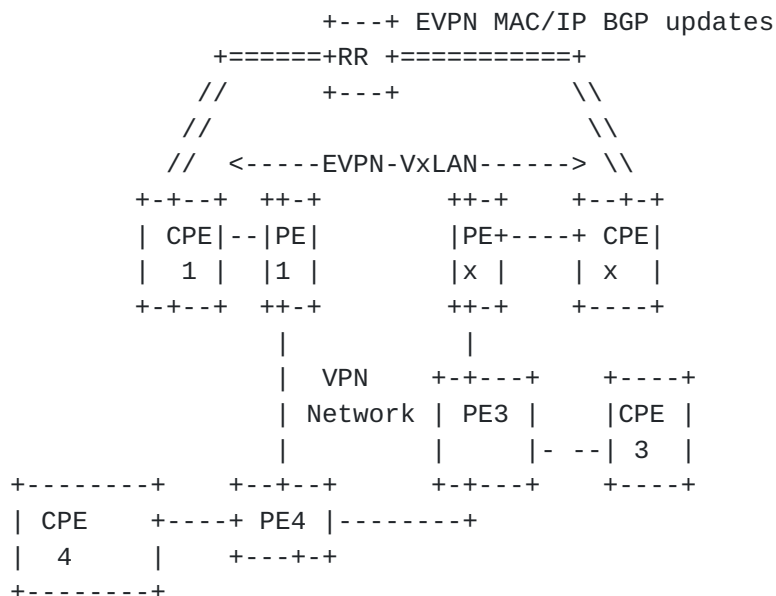 +---+ EVPN MAC/IP BGP updates
+======+RR +===========+
//      +---+            \\
//                         \\
//  <-----EVPN-VxLAN------> \\
+-+--+  ++-+        ++-+    +--+-+
| CPE|--|PE|        |PE+----+ CPE|
|  1 |  |1 |        |x |    | x  |
+-+--+  ++-+        ++-+    +----+
|          |
|  VPN    +-+---+    +----+
| Network | PE3 |    |CPE |
|         |     |- --| 3  |
+--------+    +--+--+      +-+---+    +----+
| CPE    +----+ PE4 |--------+
|  4     |    +---+-+
+--------+